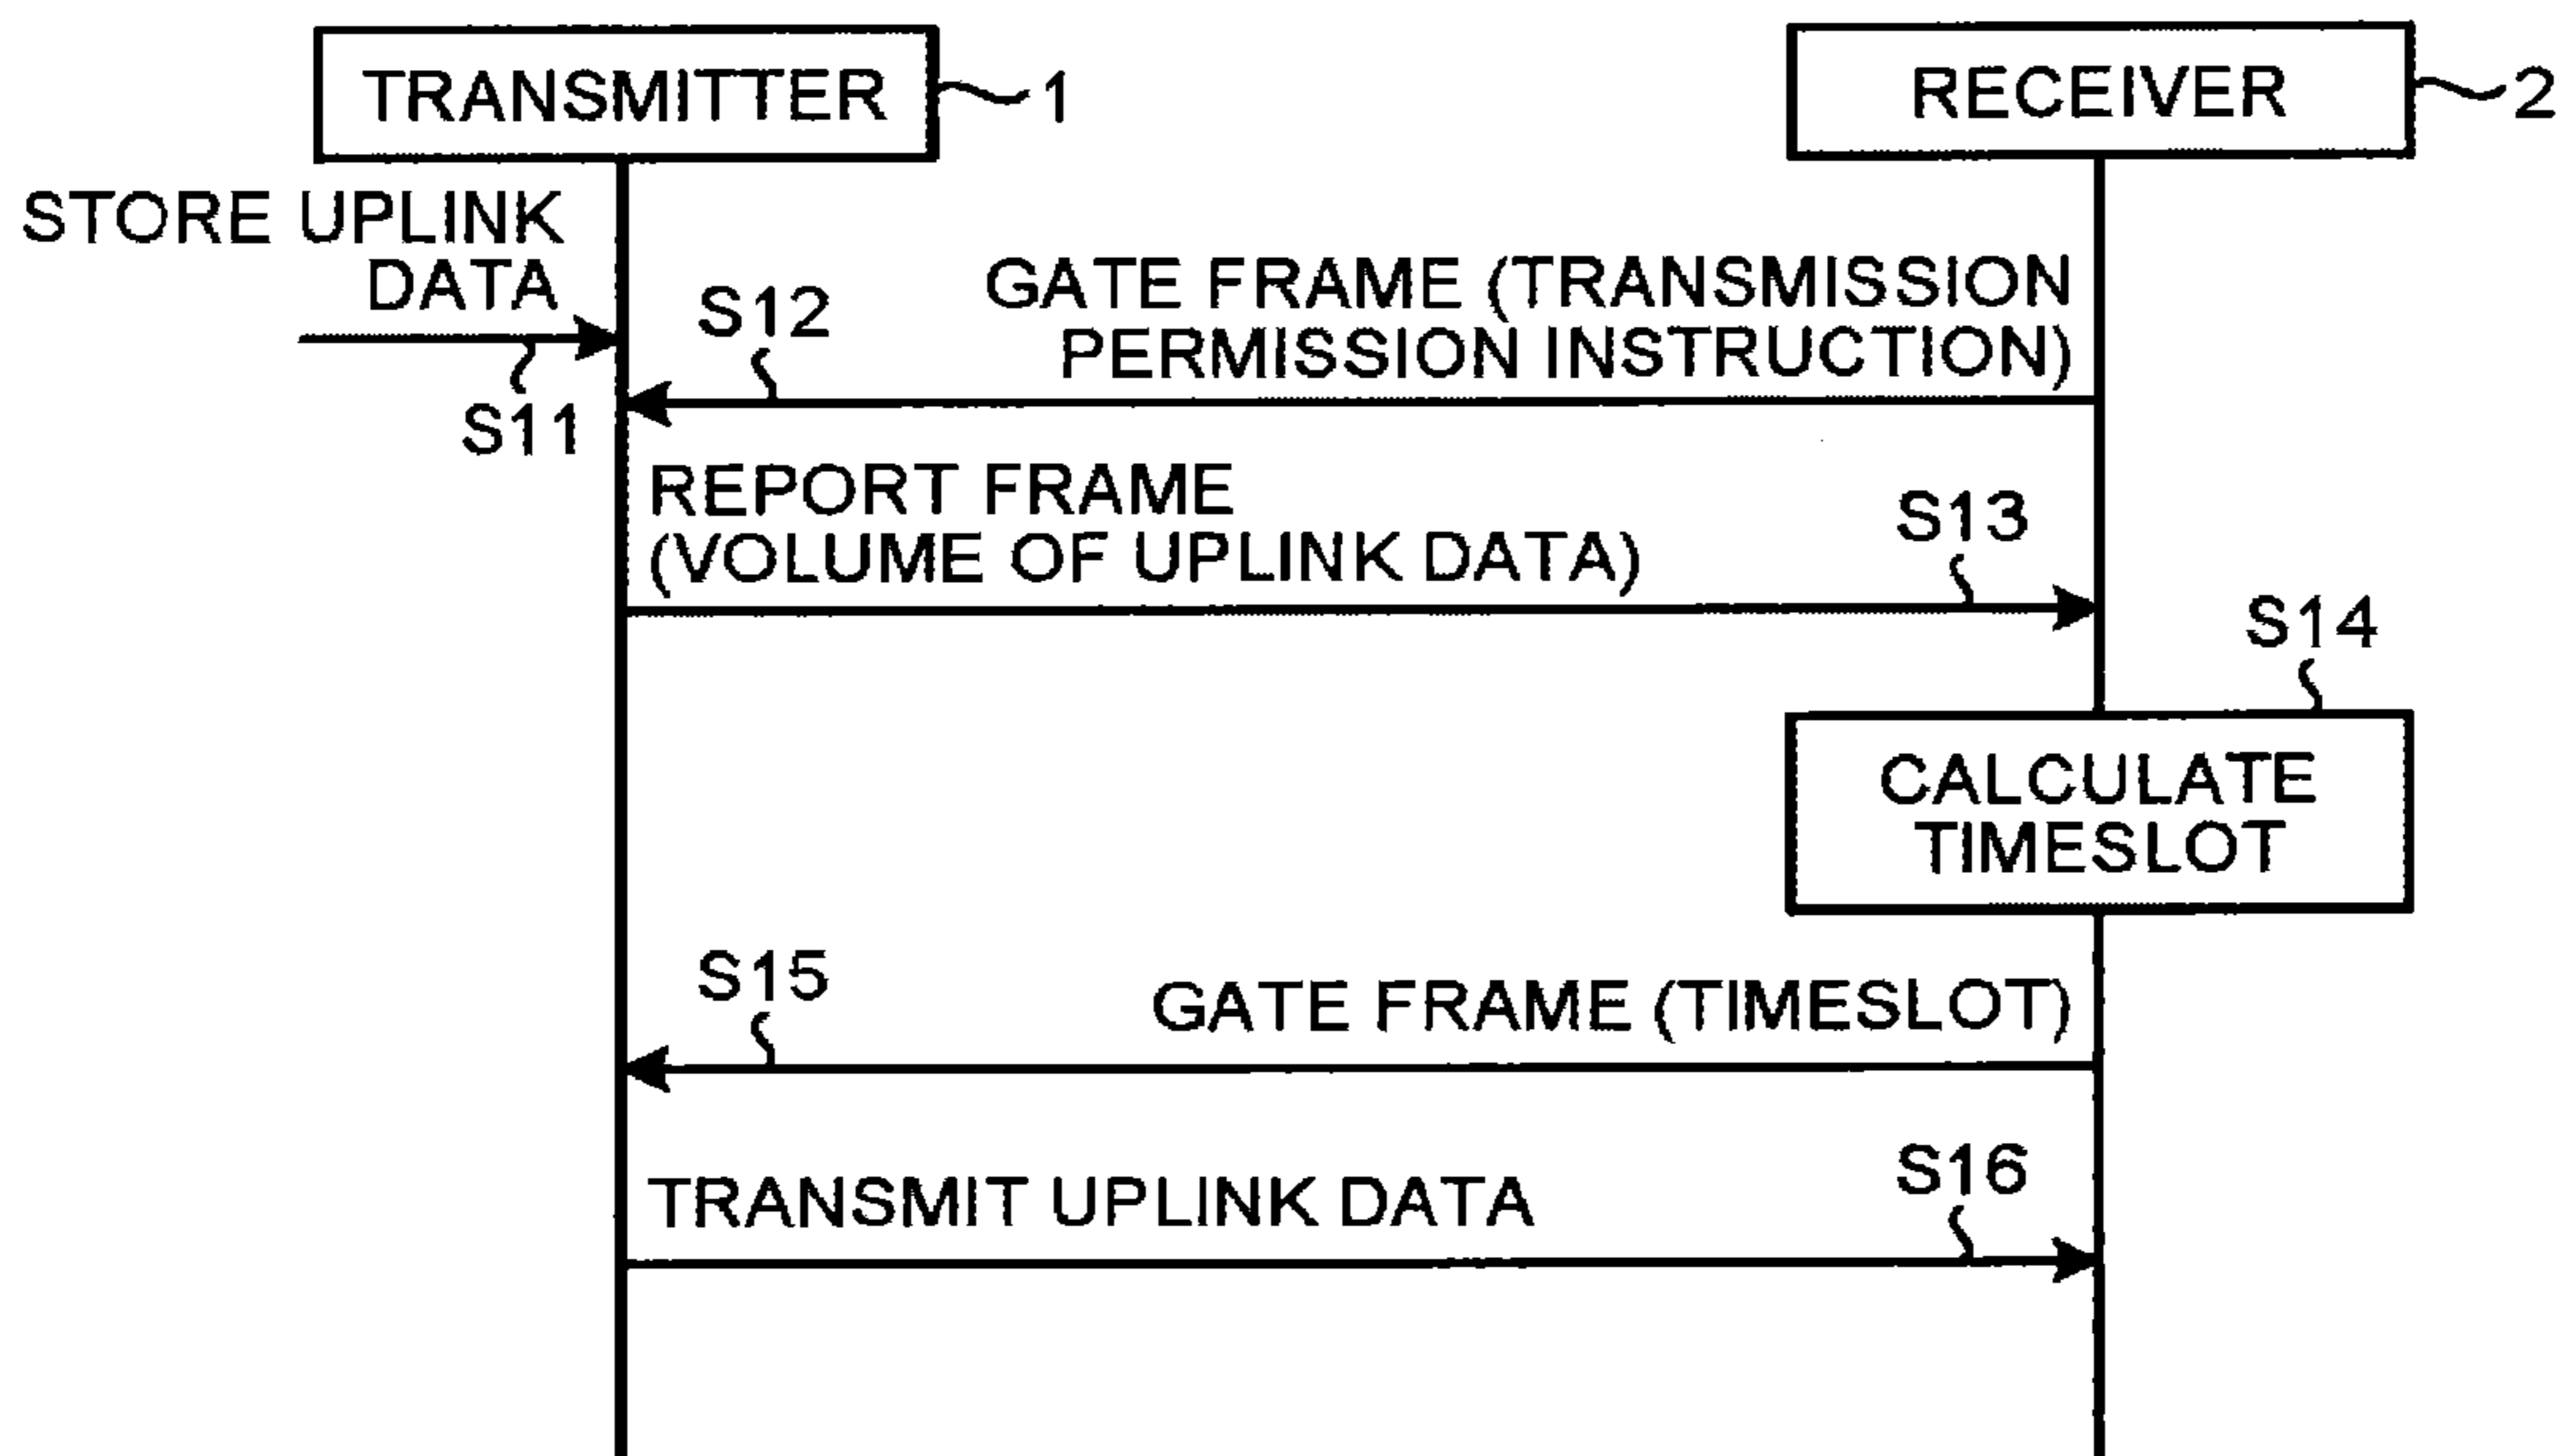 TRANSMITTER
1
RECEIVER
2
STORE UPLINK
DATA
S11
S12
GATE FRAME (TRANSMISSION
PERMISSION INSTRUCTION)
REPORT FRAME
(VOLUME OF UPLINK DATA)
S13
S14
CALCULATE
TIMESLOT
S15
GATE FRAME (TIMESLOT)
TRANSMIT UPLINK DATA
S16